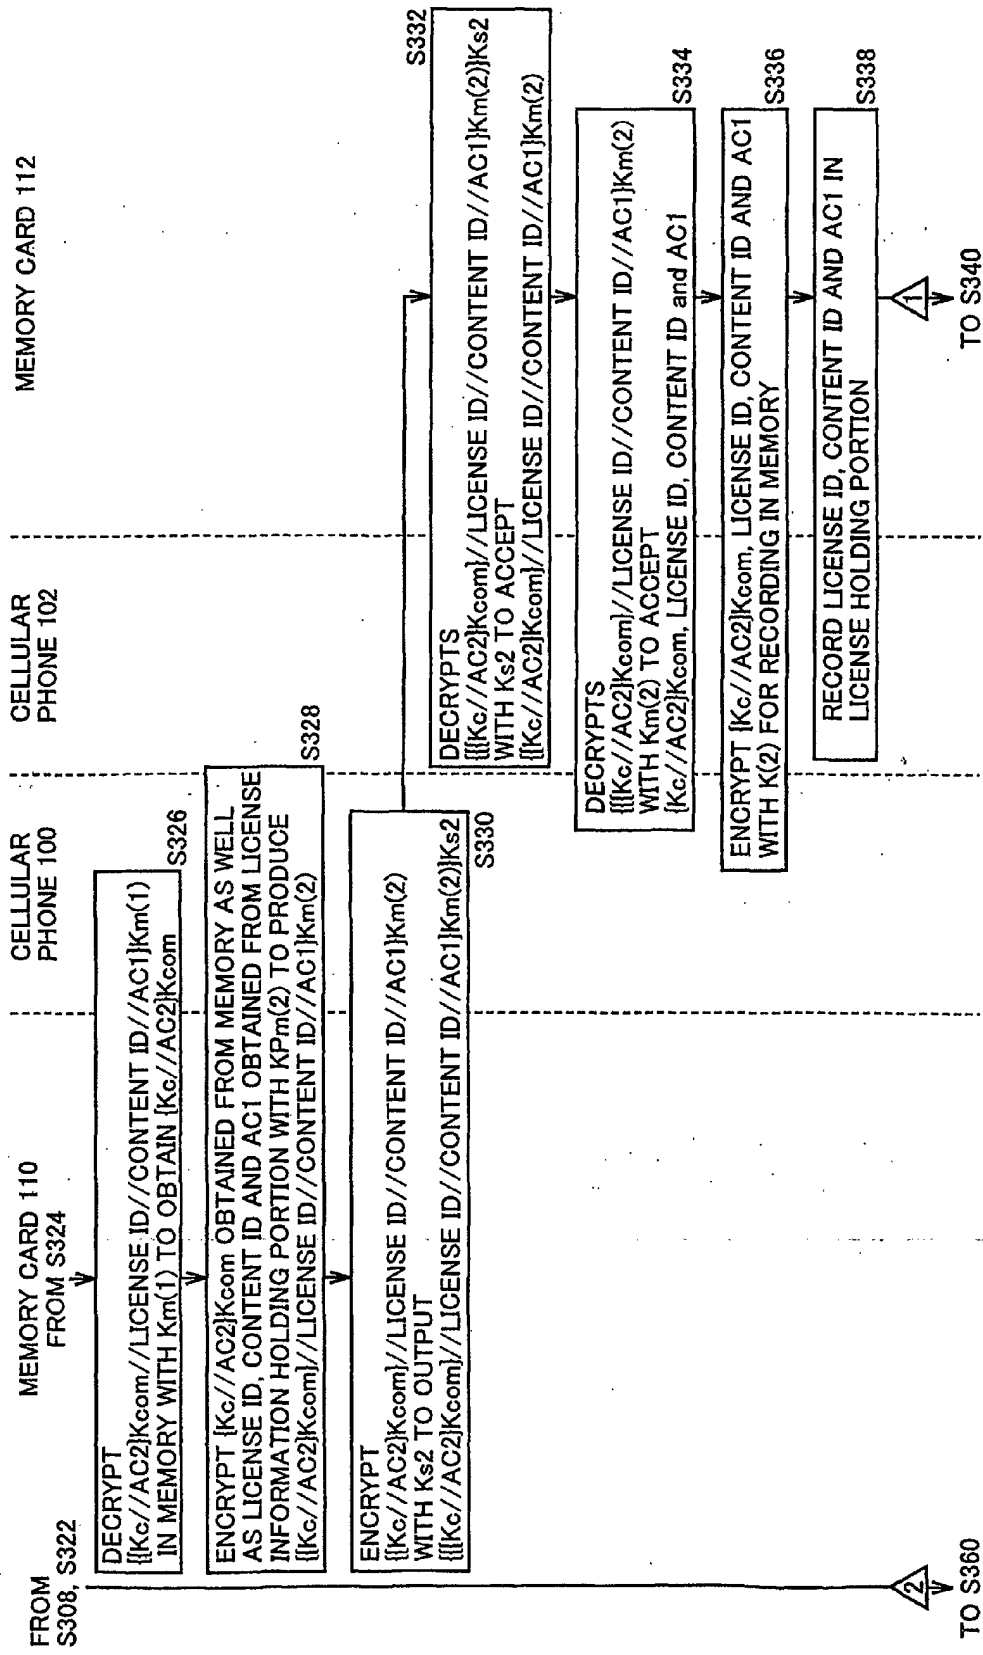 FROM
S308, S322
MEMORY CARD 110
FROM S324
CELLULAR
PHONE 100
CELLULAR
PHONE 102
MEMORY CARD 112
DECRYPT
{{{Kc//AC2}Kcom//LICENSE ID//CONTENT ID//AC1}Km(1)
IN MEMORY WITH Km(1) TO OBTAIN {Kc//AC2}Kcom
S326
ENCRYPT {Kc//AC2}Kcom OBTAINED FROM MEMORY AS WELL
AS LICENSE ID, CONTENT ID AND AC1 OBTAINED FROM LICENSE
INFORMATION HOLDING PORTION WITH KPm(2) TO PRODUCE
{{Kc//AC2}Kcom}//LICENSE ID//CONTENT ID//AC1}Km(2)
S328
ENCRYPT
{{Kc//AC2}Kcom}//LICENSE ID//CONTENT ID//AC1}Km(2)
WITH Ks2 TO OUTPUT
{{{Kc//AC2}Kcom}//LICENSE ID//CONTENT ID//AC1}Km(2)}Ks2
S330
S332
DECRYPTS
{{{Kc//AC2}Kcom}//LICENSE ID//CONTENT ID//AC1}Km(2)}Ks2
WITH Ks2 TO ACCEPT
{{Kc//AC2}Kcom}//LICENSE ID//CONTENT ID//AC1}Km(2)
DECRYPTS
{{{Kc//AC2}Kcom}//LICENSE ID//CONTENT ID//AC1}Km(2)
WITH Km(2) TO ACCEPT
{Kc//AC2}Kcom, LICENSE ID, CONTENT ID and AC1
S334
ENCRYPT {Kc//AC2}Kcom, LICENSE ID, CONTENT ID AND AC1
WITH K(2) FOR RECORDING IN MEMORY
S336
RECORD LICENSE ID, CONTENT ID AND AC1 IN
LICENSE HOLDING PORTION
S338
2
TO S360
1
TO S340